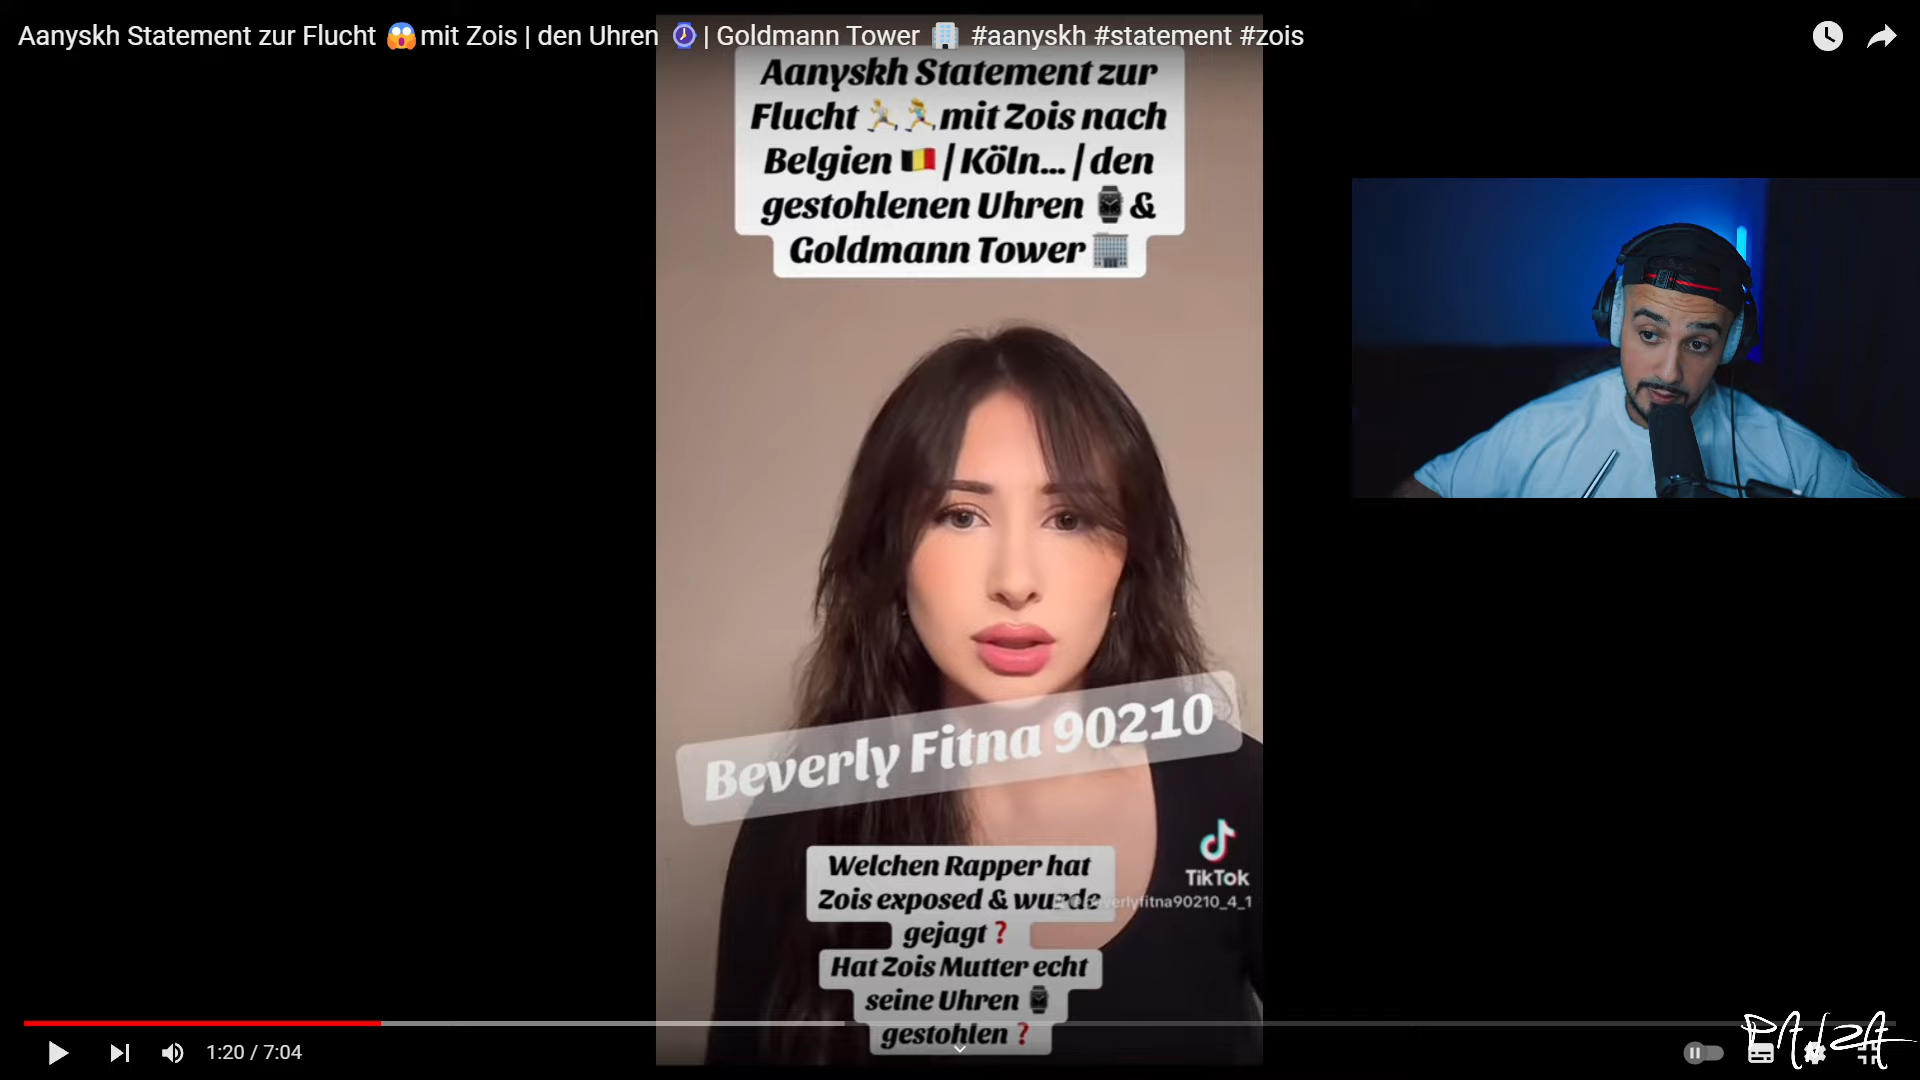 Aanyskh Statement zur Flucht 😱mit Zois | den Uhren ⌚ | Goldmann Tower 🏢 #aanyskh #statement #zois
Aanyskh Statement zur
Flucht 🏃🏃‍♀️mit Zois nach
Belgien 🇧🇪 | Köln... | den
gestohlenen Uhren ⌚&
Goldmann Tower 🏢
Beverly Fitna 90210
TikTok
Welchen Rapper hat
Zois exposed & wurde
gejagt❓
Hat Zois Mutter echt
seine Uhren ⌚
gestohlen❓
1:20 / 7:04
PAIZA